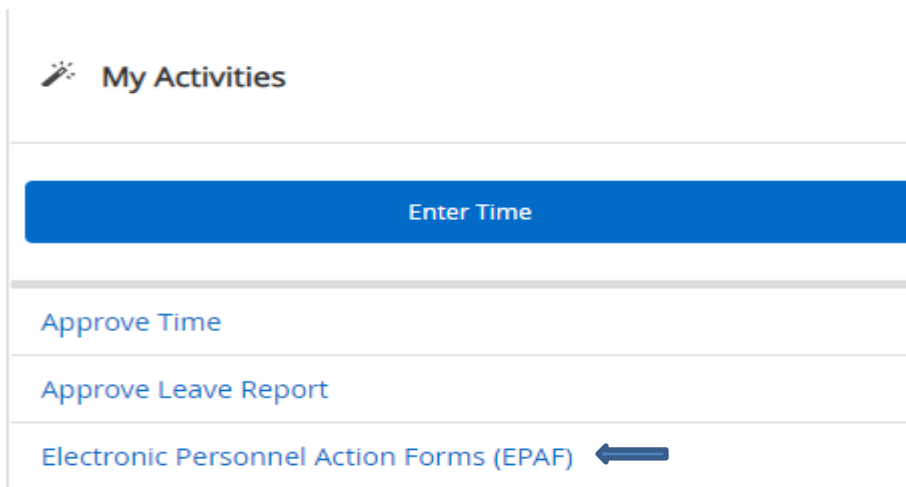 My Activities
Enter Time
Approve Time
Approve Leave Report
Electronic Personnel Action Forms (EPAF)